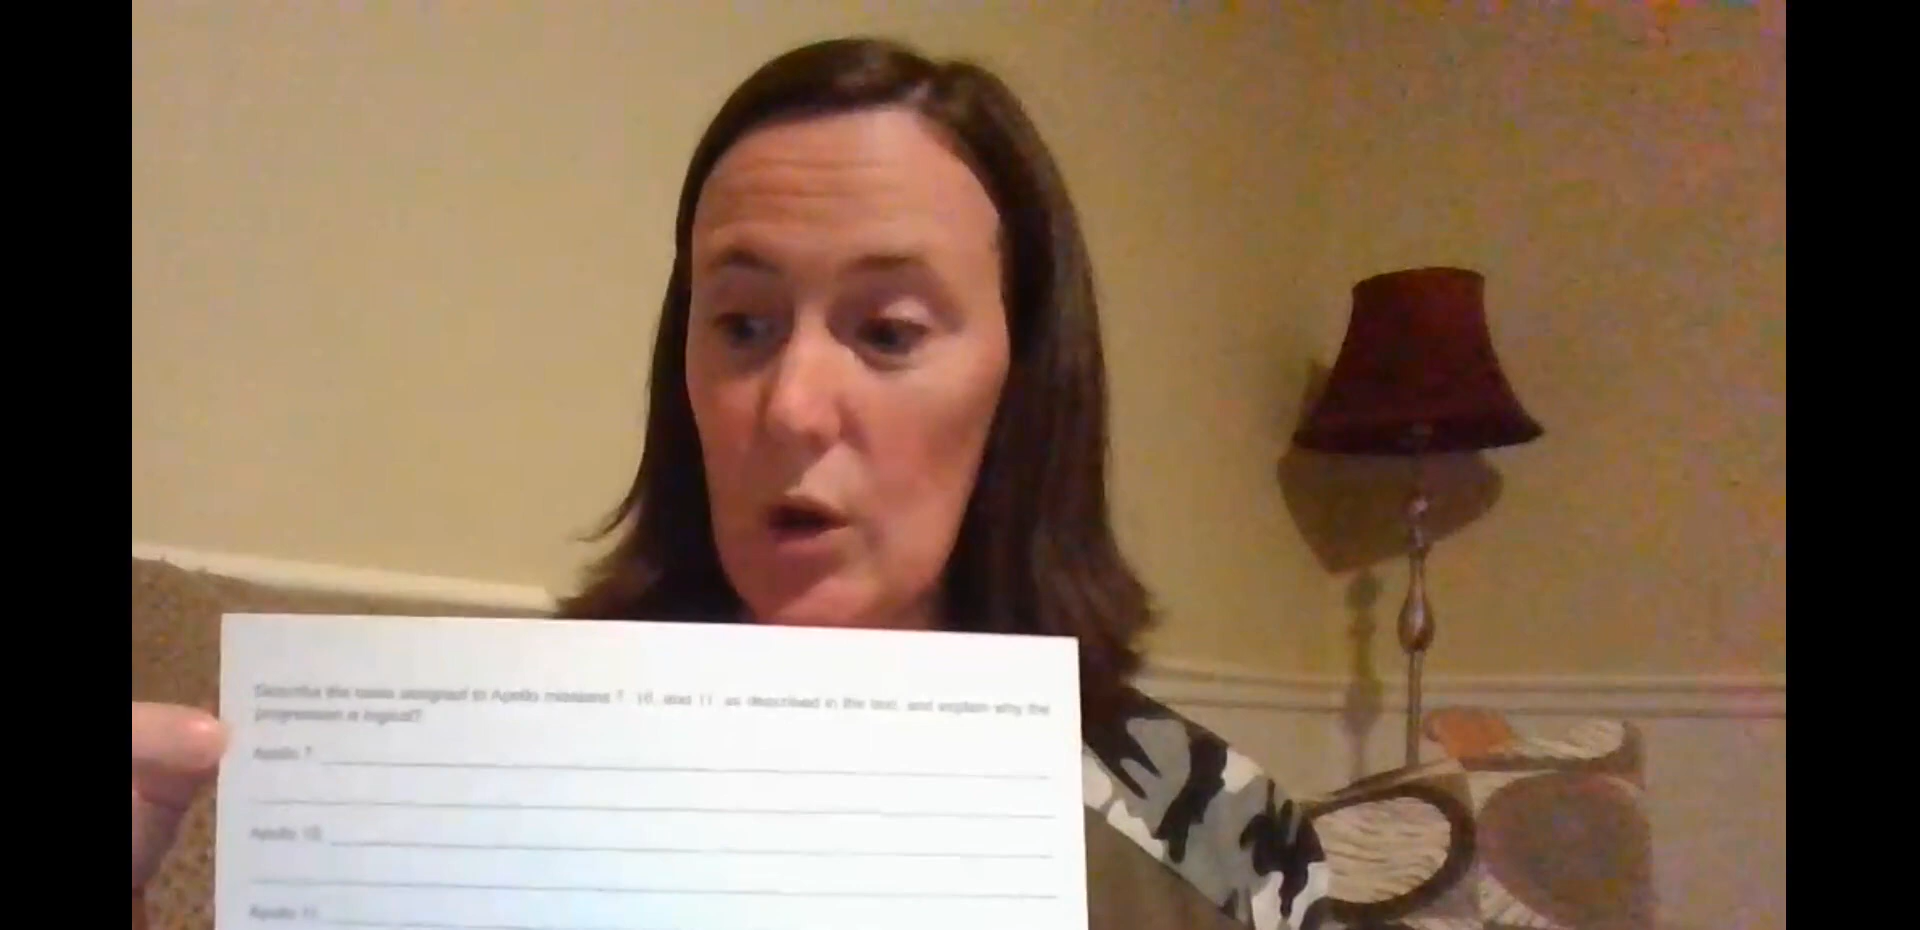 Describe the tasks assigned to Apollo missions 7, 10, and 11, as described in the text, and explain why the
progression is logical?
Apollo 7
Apollo 10
Apollo 11